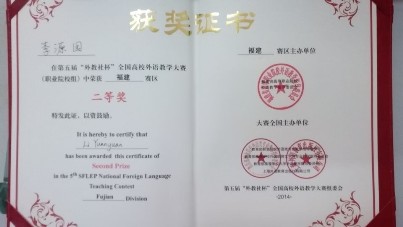 获奖证书
李源园
在第五届“外教社杯”全国高校外语教学大赛
(职业院校组)中荣获 福建 赛区
二等奖
特发此证,以资鼓励。
It is hereby to certify that
Li Yuanyuan
has been awarded this certificate of
Second Prize
in the 5th SFLEP National Foreign Language
Teaching Contest
Fujian Division
福建 赛区主办单位
大赛全国主办单位
第五届“外教社杯”全国高校外语教学大赛组委会
(2014)